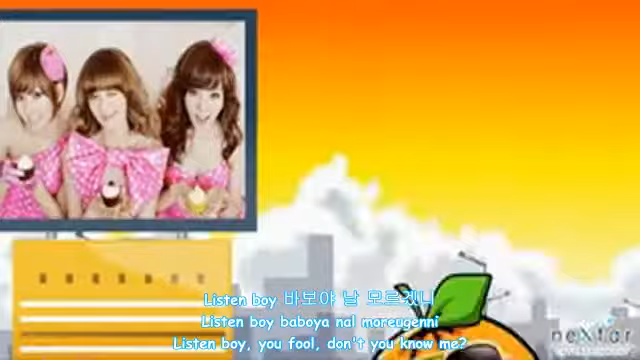 Listen boy 바보야 날 모르겠니
Listen boy baboya nal moreugenni
Listen boy, you fool, don't you know me?
nextar